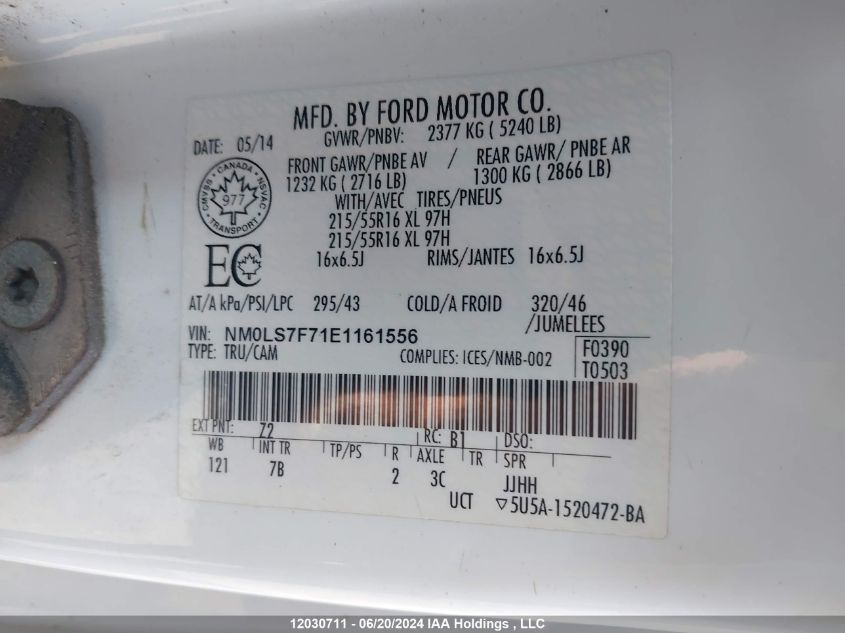 MFD. BY FORD MOTOR CO.
DATE: 05/14 GVWR/PNBV: 2377 KG ( 5240 LB)
FRONT GAWR/PNBE AV / REAR GAWR/ PNBE AR
1232 KG ( 2716 LB) 1300 KG ( 2866 LB)
WITH/AVEC TIRES/PNEUS
215/55R16 XL 97H
215/55R16 XL 97H
16x6.5J RIMS/JANTES 16x6.5J
CANADA
CMVSS NSVAC
977
TRANSPORT
EC
AT/A kPa/PSI/LPC 295/43 COLD/A FROID 320/46
/JUMELEES
VIN: NM0LS7F71E1161556
TYPE: TRU/CAM COMPLIES: ICES/NMB-002
F0390
T0503
EXT PNT: Z2 RC: B1 DSO:
WB INT TR TP/PS R AXLE TR SPR
121 7B 2 3C JJHH
UCT ▽5U5A-1520472-BA
12030711 - 06/20/2024 IAA Holdings , LLC